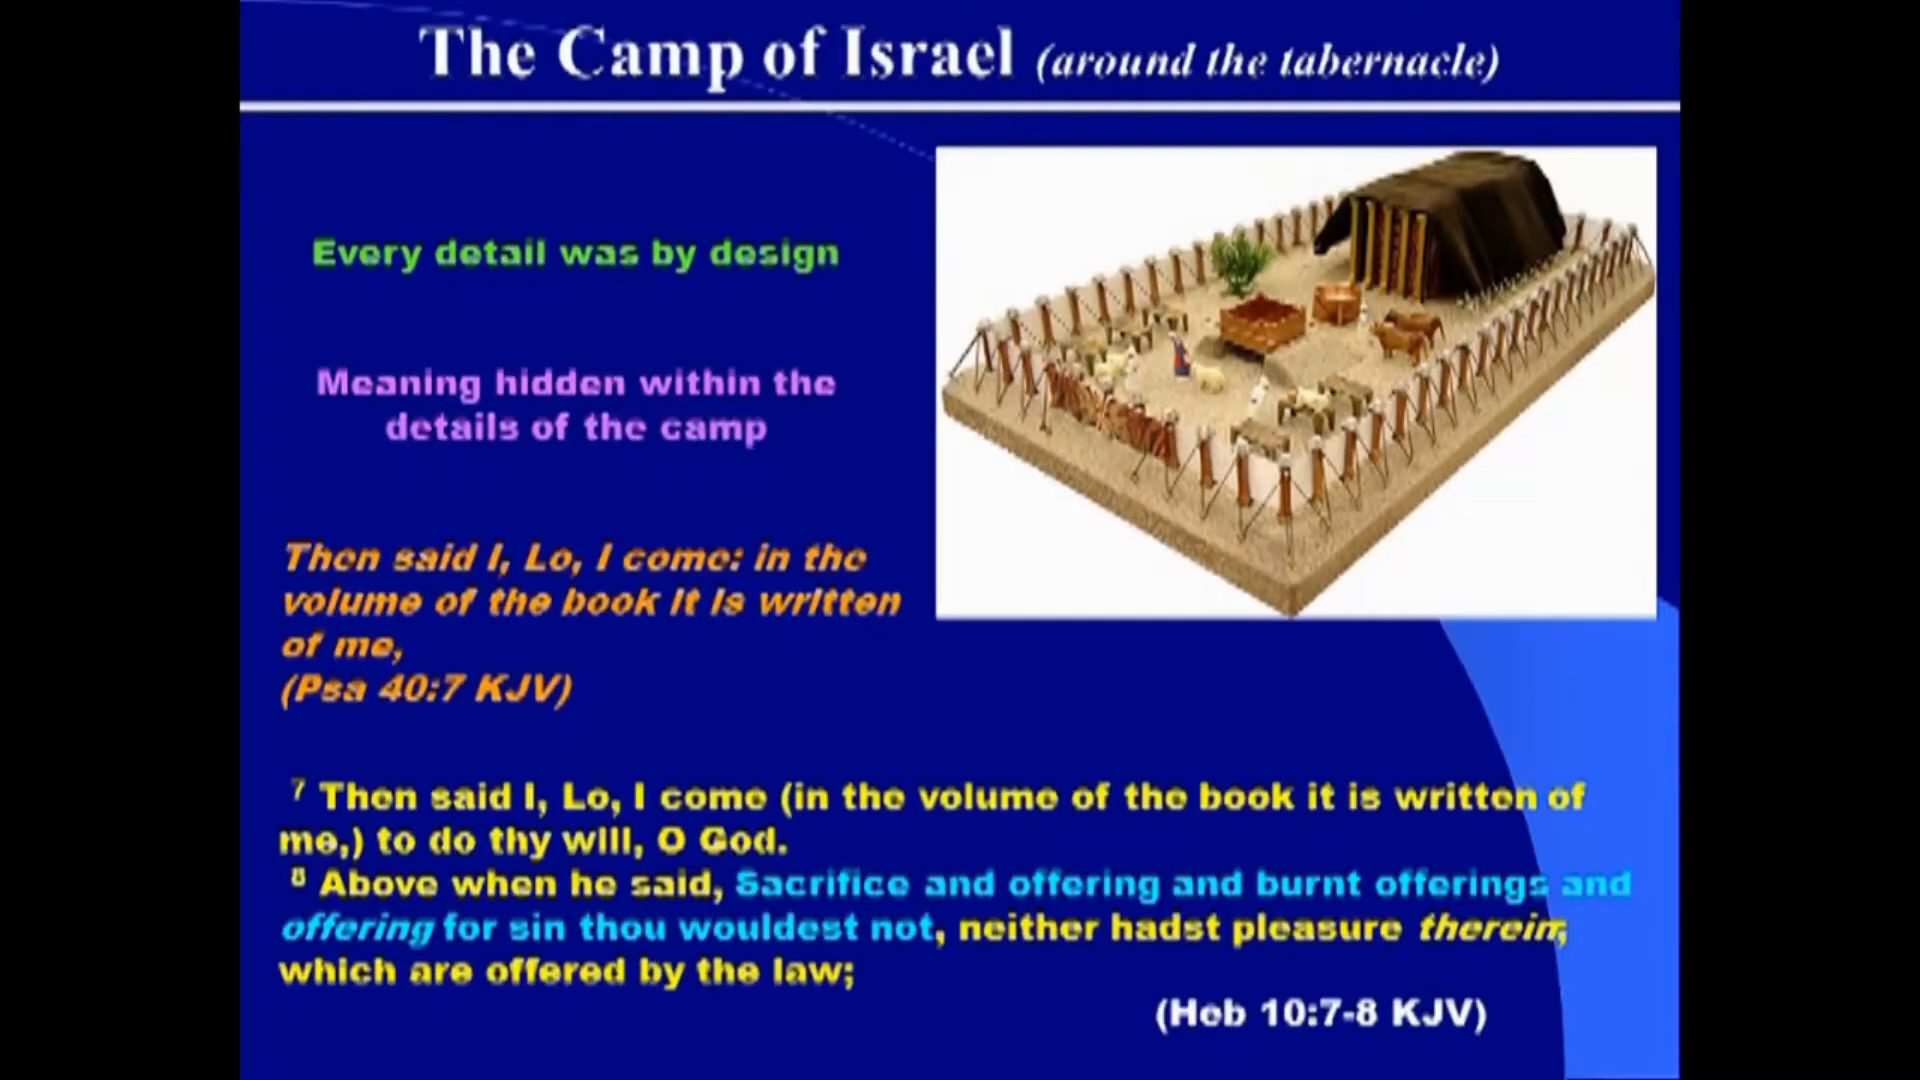 The Camp of Israel (around the tabernacle)
Every detail was by design
Meaning hidden within the
details of the camp
Then said I, Lo, I come: in the
volume of the book it is written
of me,
(Psa 40:7 KJV)
7 Then said I, Lo, I come (in the volume of the book it is written of
me,) to do thy will, O God.
8 Above when he said, Sacrifice and offering and burnt offerings and
offering for sin thou wouldest not, neither hadst pleasure therein;
which are offered by the law;
(Heb 10:7-8 KJV)